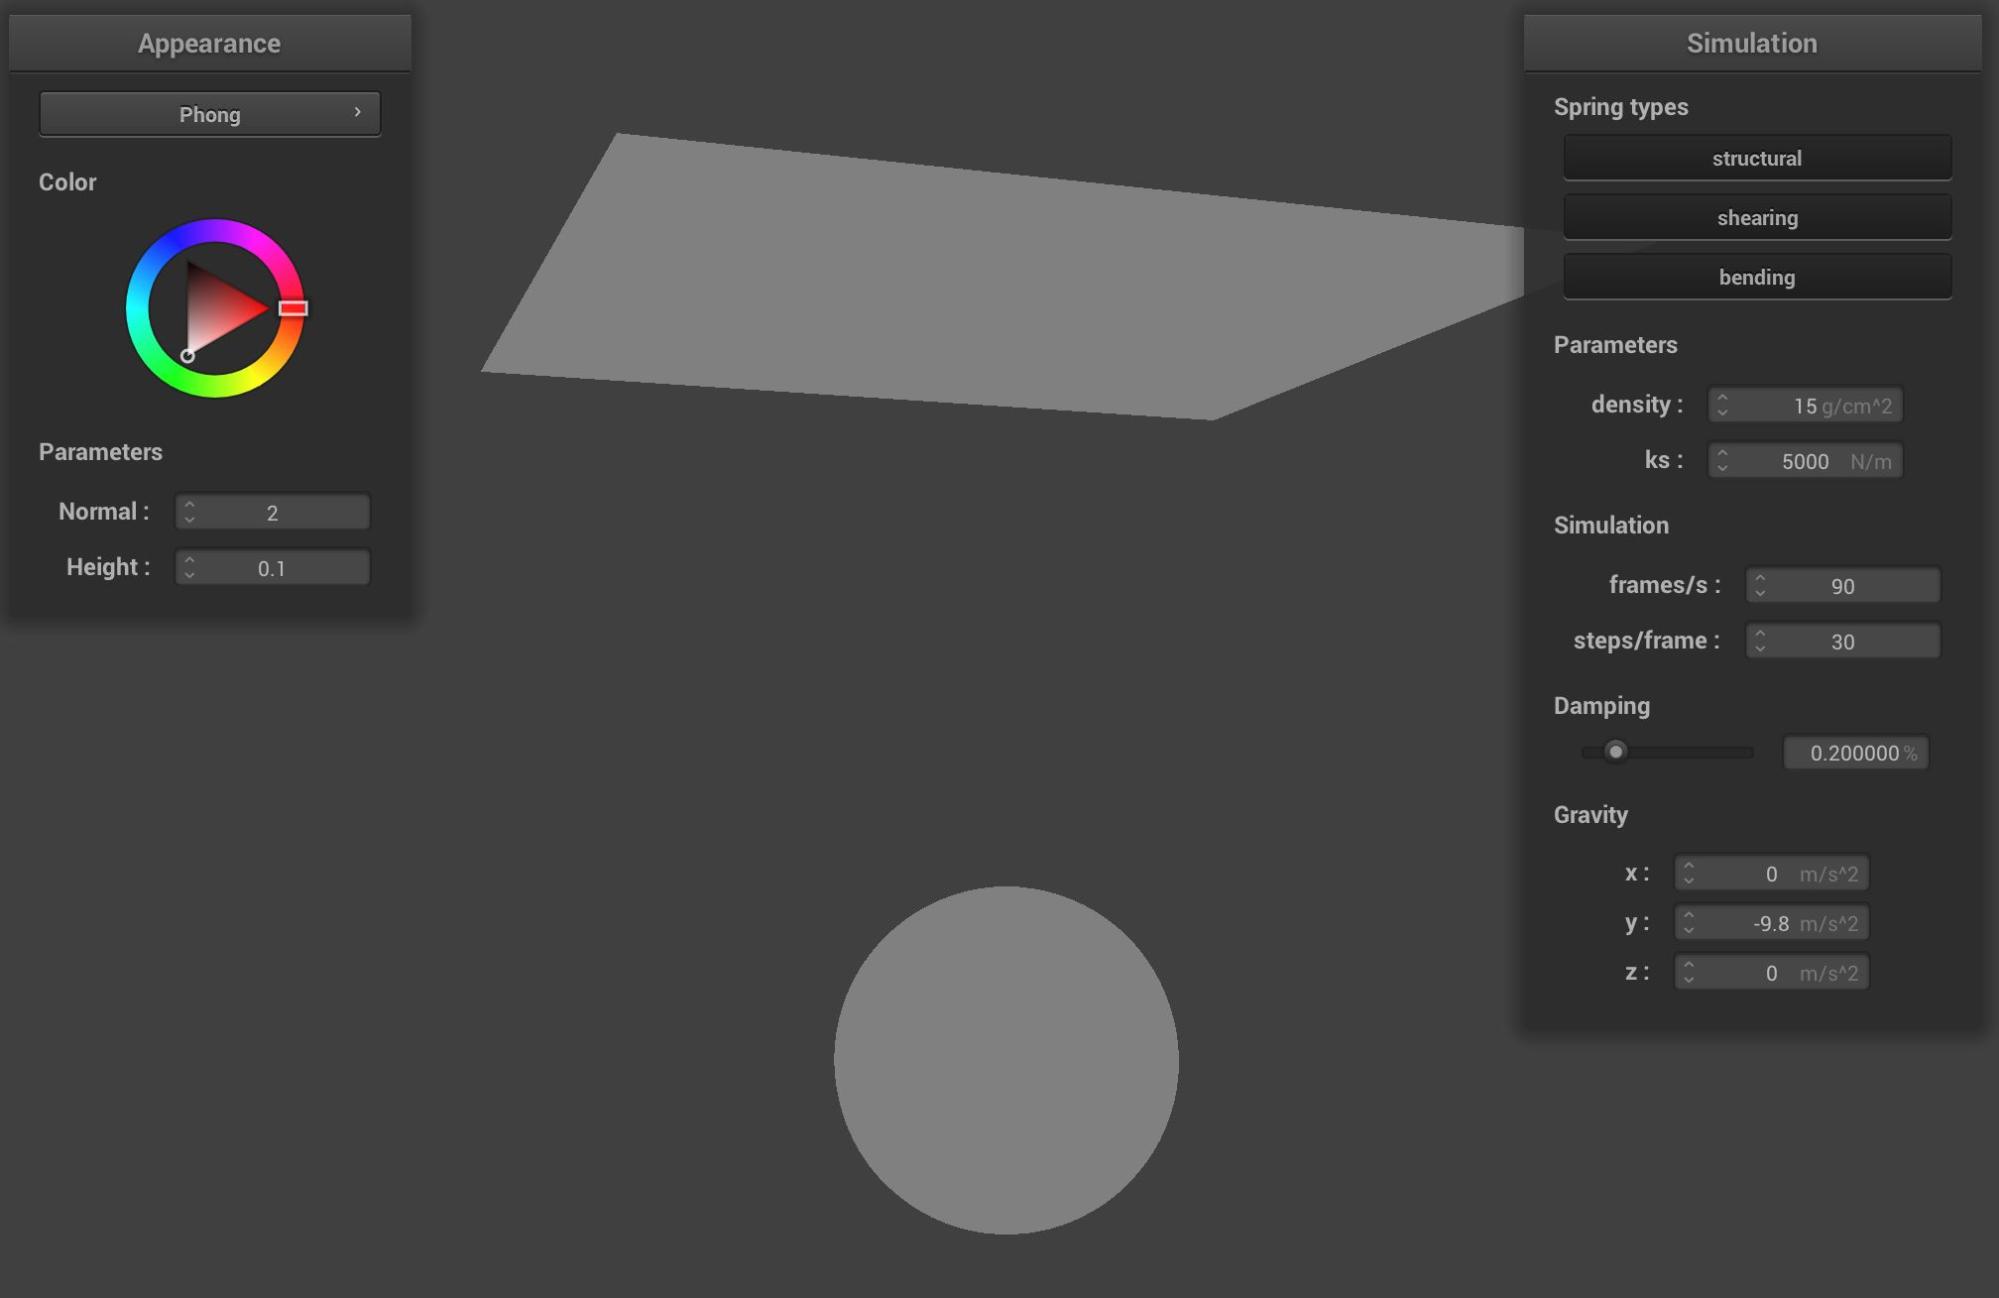 Appearance
Phong
Color
Parameters
Normal : 2
Height : 0.1
Simulation
Spring types
structural
shearing
bending
Parameters
density : 15 g/cm^2
ks : 5000 N/m
Simulation
frames/s : 90
steps/frame : 30
Damping
0.200000 %
Gravity
x : 0 m/s^2
y : -9.8 m/s^2
z : 0 m/s^2